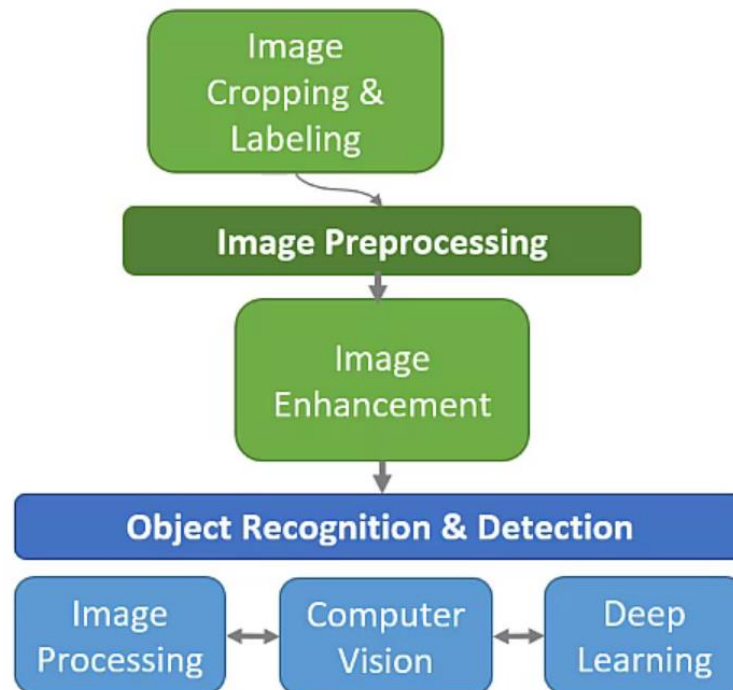 Image
Cropping &
Labeling
Image Preprocessing
Image
Enhancement
Object Recognition & Detection
Image
Processing
Computer
Vision
Deep
Learning